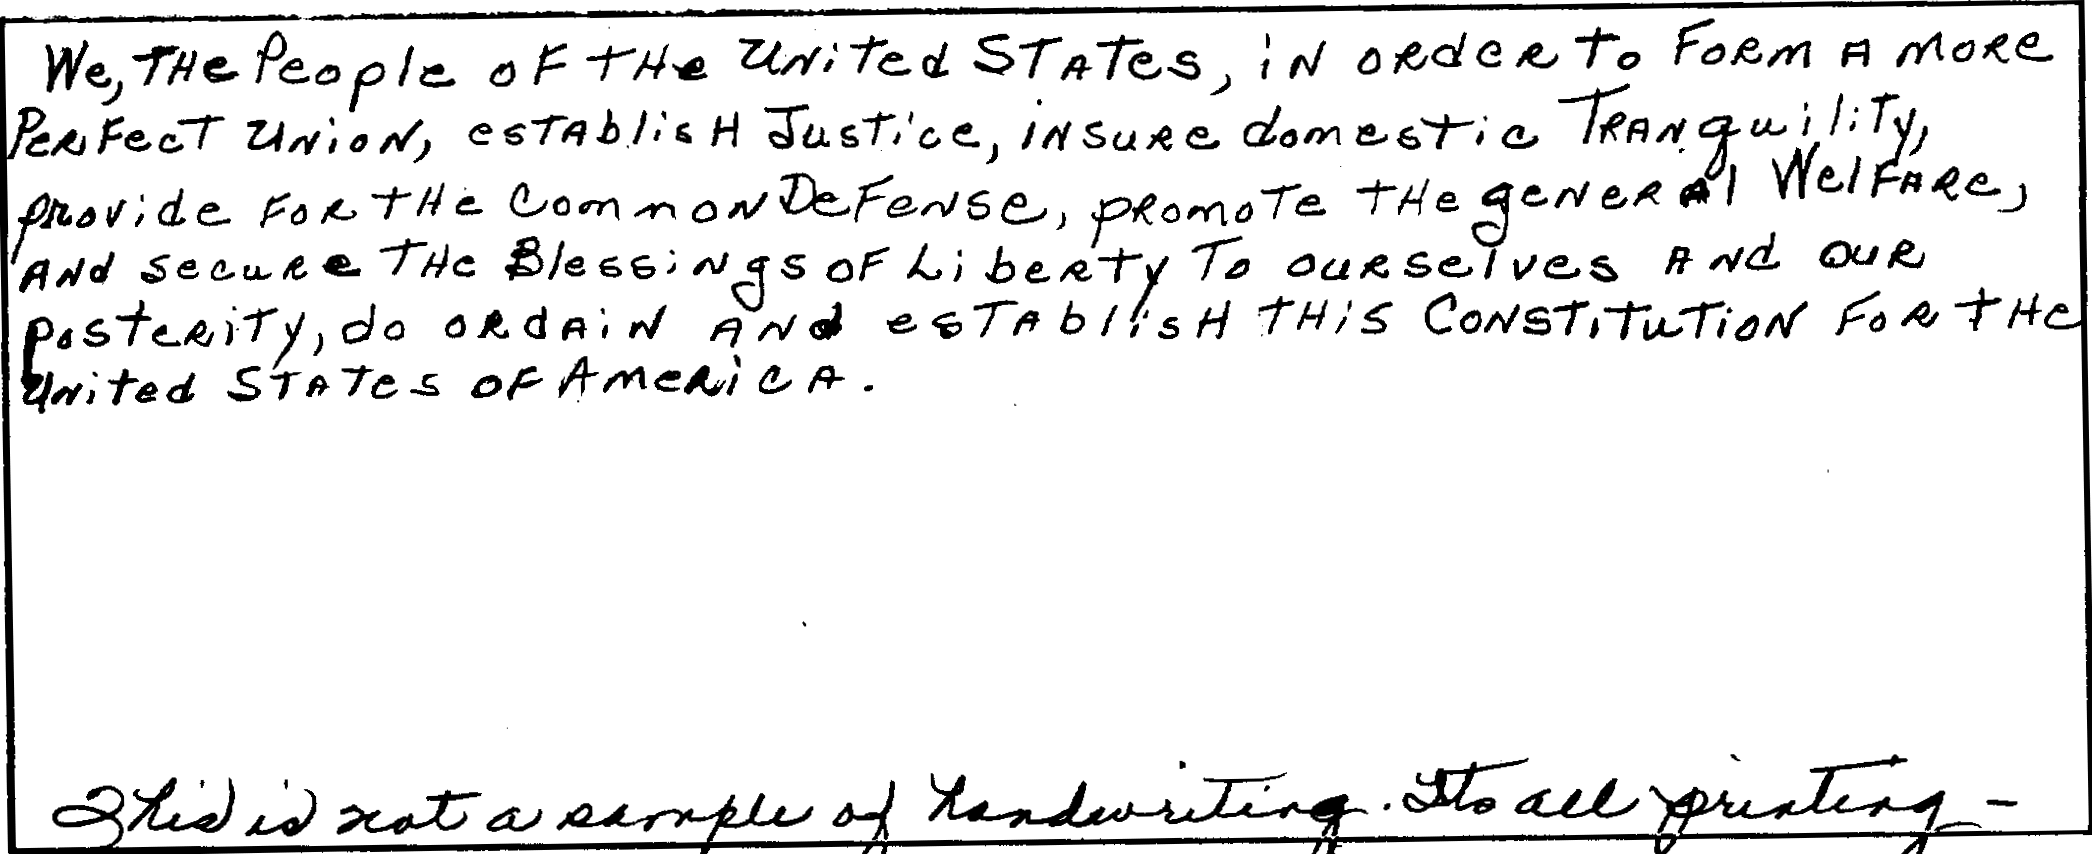 We, THe People oF tHe United STATes, iN oRdeR To FoRm A moRe
PeRFecT UNioN, esTAblisH Justice, iNsuRe domestic TRANquiliTy,
pRovide FoR tHe Common DeFeNse, pRomoTe tHe geNeRAl WelFARe,
ANd secuRe THe BlessiNgs oF LibeRty To ouRselves ANd ouR
posteRiTy, do oRdAiN ANd esTAblisH THis CoNsTiTuTioN FoR tHe
UNited STATes oF AmeRicA.
This is not a sample of handwriting. Its all printing -